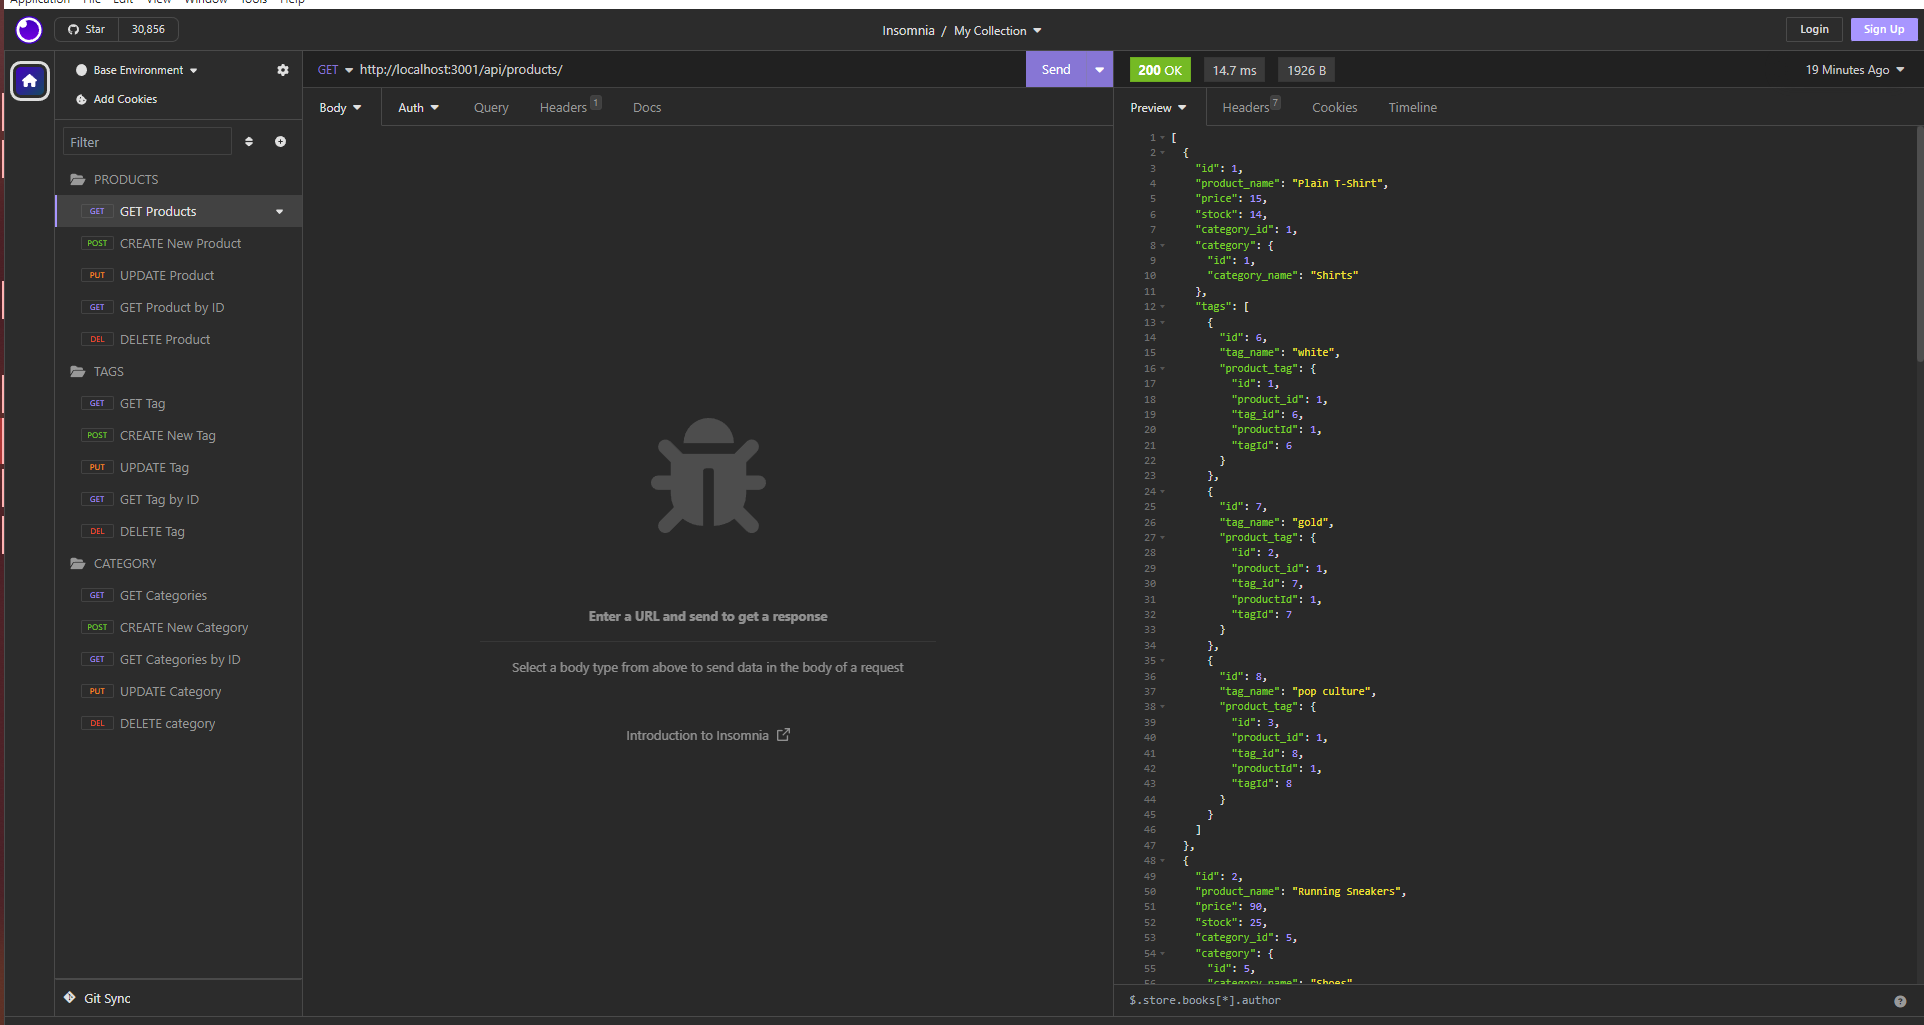 Application File Edit View Window Tools Help
Star 30,856
Insomnia / My Collection
Login Sign Up
Base Environment
Add Cookies
Filter
PRODUCTS
GET GET Products
POST CREATE New Product
PUT UPDATE Product
GET GET Product by ID
DEL DELETE Product
TAGS
GET GET Tag
POST CREATE New Tag
PUT UPDATE Tag
GET GET Tag by ID
DEL DELETE Tag
CATEGORY
GET GET Categories
POST CREATE New Category
GET GET Categories by ID
PUT UPDATE Category
DEL DELETE category
Git Sync
GET http://localhost:3001/api/products/ Send
Body Auth Query Headers 1 Docs
Enter a URL and send to get a response
Select a body type from above to send data in the body of a request
Introduction to Insomnia
200 OK 14.7 ms 1926 B 19 Minutes Ago
Preview Headers 7 Cookies Timeline
1 [
2 {
3 "id": 1,
4 "product_name": "Plain T-Shirt",
5 "price": 15,
6 "stock": 14,
7 "category_id": 1,
8 "category": {
9 "id": 1,
10 "category_name": "Shirts"
11 },
12 "tags": [
13 {
14 "id": 6,
15 "tag_name": "white",
16 "product_tag": {
17 "id": 1,
18 "product_id": 1,
19 "tag_id": 6,
20 "productId": 1,
21 "tagId": 6
22 }
23 },
24 {
25 "id": 7,
26 "tag_name": "gold",
27 "product_tag": {
28 "id": 2,
29 "product_id": 1,
30 "tag_id": 7,
31 "productId": 1,
32 "tagId": 7
33 }
34 },
35 {
36 "id": 8,
37 "tag_name": "pop culture",
38 "product_tag": {
39 "id": 3,
40 "product_id": 1,
41 "tag_id": 8,
42 "productId": 1,
43 "tagId": 8
44 }
45 }
46 ]
47 },
48 {
49 "id": 2,
50 "product_name": "Running Sneakers",
51 "price": 90,
52 "stock": 25,
53 "category_id": 5,
54 "category": {
55 "id": 5,
56 "category_name": "Shoes"
$.store.books[*].author